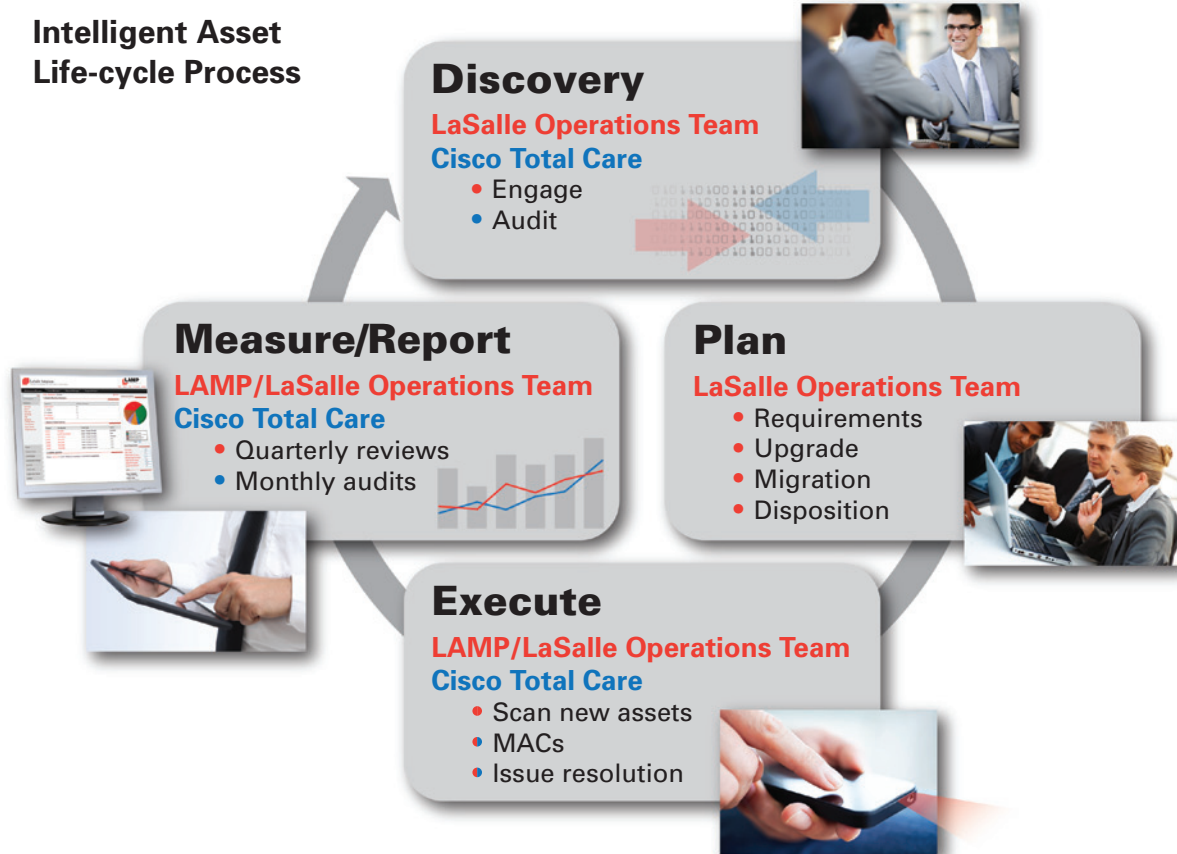 Intelligent Asset
Life-cycle Process
Discovery
LaSalle Operations Team
Cisco Total Care
• Engage
• Audit
Measure/Report
LAMP/LaSalle Operations Team
Cisco Total Care
• Quarterly reviews
• Monthly audits
Plan
LaSalle Operations Team
• Requirements
• Upgrade
• Migration
• Disposition
Execute
LAMP/LaSalle Operations Team
Cisco Total Care
• Scan new assets
• MACs
• Issue resolution